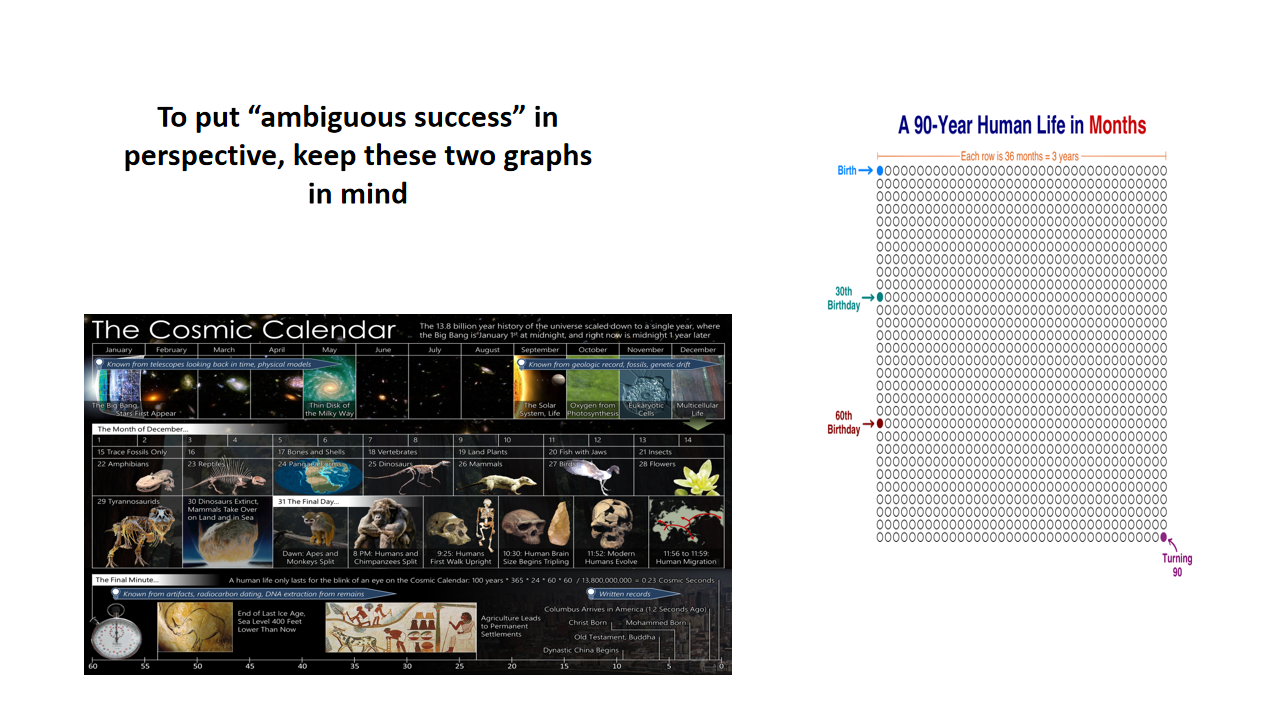 To put “ambiguous success” in
perspective, keep these two graphs
in mind
A 90-Year Human Life in Months
Each row is 36 months = 3 years
Birth
30th
Birthday
60th
Birthday
Turning
90
The Cosmic Calendar
The 13.8 billion year history of the universe scaled down to a single year, where
the Big Bang is January 1st at midnight, and right now is midnight 1 year later
January February March April May June July August September October November December
Known from telescopes looking back in time, physical models
Known from geologic record, fossils, genetic drift
The Big Bang,
Stars First Appear
Thin Disk of
the Milky Way
The Solar
System, Life
Oxygen from
Photosynthesis
Eukaryotic
Cells
Multicellular
Life
The Month of December...
1 2 3 4 5 6 7 8 9 10 11 12 13 14
15 Trace Fossils Only 16 17 Bones and Shells 18 Vertebrates 19 Land Plants 20 Fish with Jaws 21 Insects
22 Amphibians 23 Reptiles 24 Pangaea Forms 25 Dinosaurs 26 Mammals 27 Birds 28 Flowers
29 Tyrannosaurids
30 Dinosaurs Extinct,
Mammals Take Over
on Land and in Sea
31 The Final Day...
Dawn: Apes and
Monkeys Split
8 PM: Humans and
Chimpanzees Split
9:25: Humans
First Walk Upright
10:30: Human Brain
Size Begins Tripling
11:52: Modern
Humans Evolve
11:56 to 11:59:
Human Migration
The Final Minute...
A human life only lasts for the blink of an eye on the Cosmic Calendar: 100 years * 365 * 24 * 60 * 60 / 13,800,000,000 = 0.23 Cosmic Seconds
Known from artifacts, radiocarbon dating, DNA extraction from remains
Written records
End of Last Ice Age,
Sea Level 400 Feet
Lower Than Now
Agriculture Leads
to Permanent
Settlements
Columbus Arrives in America (1.2 Seconds Ago)
Christ Born
Mohammed Born
Old Testament, Buddha
Dynastic China Begins
60 55 50 45 40 35 30 25 20 15 10 5 0